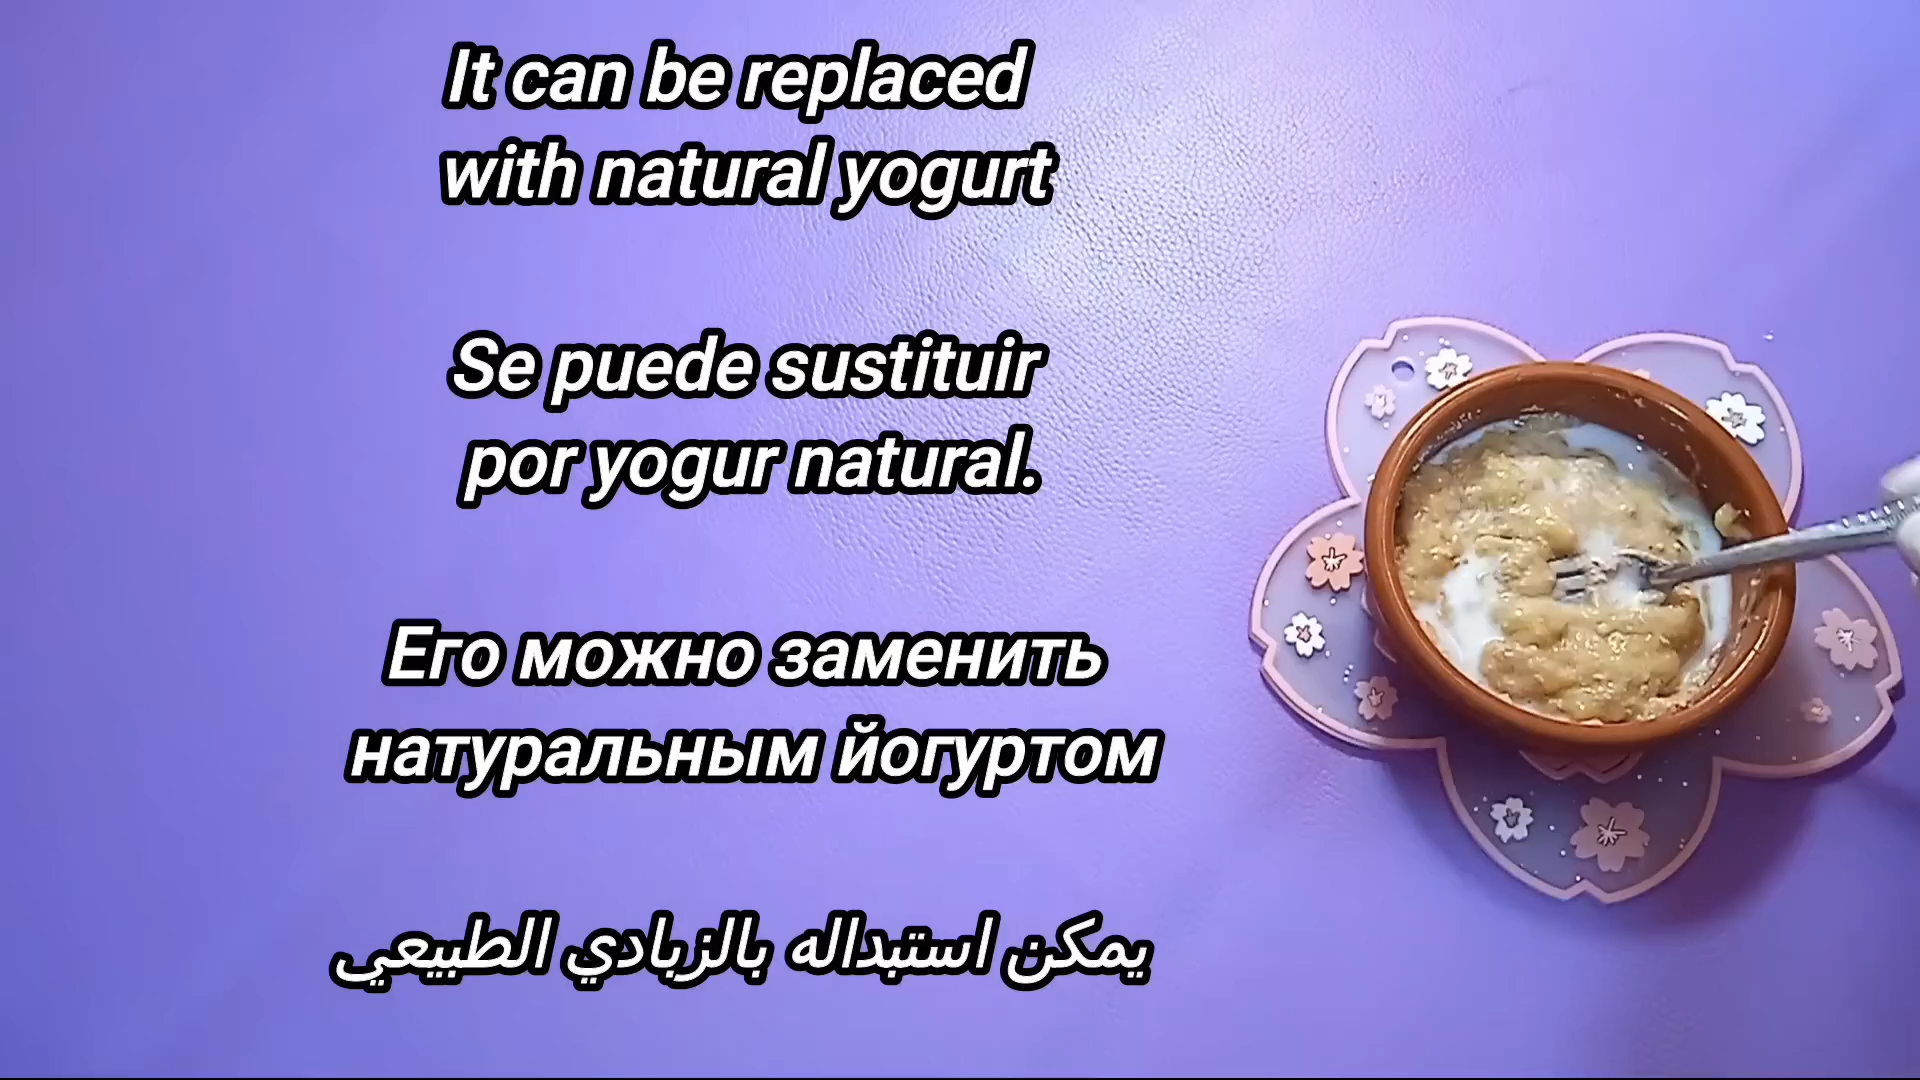 It can be replaced
with natural yogurt
Se puede sustituir
por yogur natural.
Его можно заменить
натуральным йогуртом
يمكن استبداله بالزبادي الطبيعي